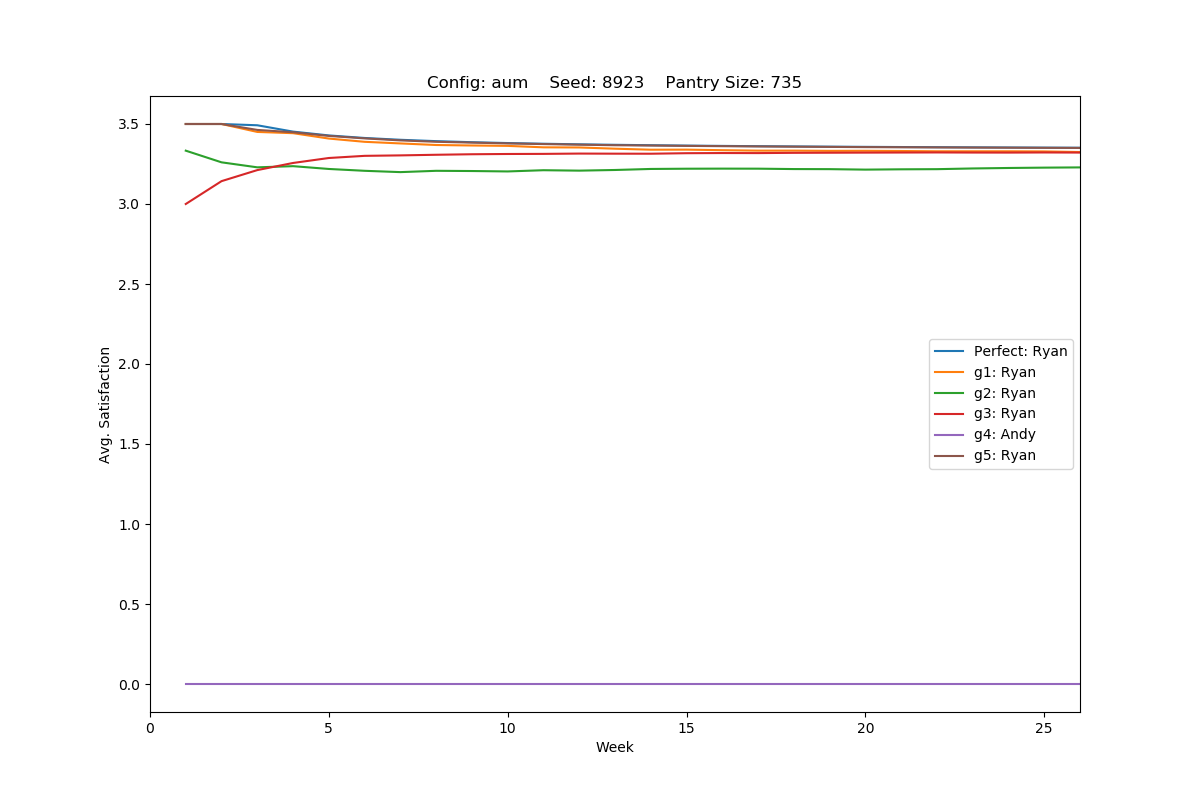 Config: aum    Seed: 8923    Pantry Size: 735
3.5
3.0
2.5
2.0
1.5
1.0
0.5
0.0
Avg. Satisfaction
Perfect: Ryan
g1: Ryan
g2: Ryan
g3: Ryan
g4: Andy
g5: Ryan
0 5 10 15 20 25
Week